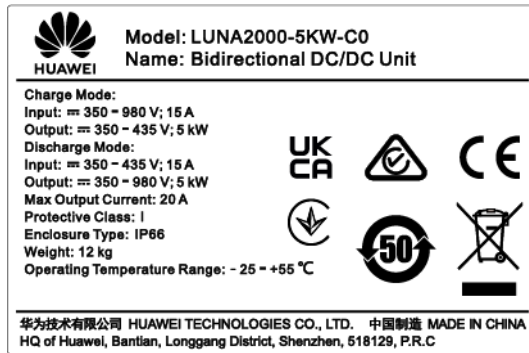 HUAWEI
Model: LUNA2000-5KW-C0
Name: Bidirectional DC/DC Unit
Charge Mode:
Input: ⎓ 350 - 980 V; 15 A
Output: ⎓ 350 - 435 V; 5 kW
Discharge Mode:
Input: ⎓ 350 - 435 V; 15 A
Output: ⎓ 350 - 980 V; 5 kW
Max Output Current: 20 A
Protective Class: I
Enclosure Type: IP66
Weight: 12 kg
Operating Temperature Range: - 25 - +55 ℃
UK
CA
CE
50
华为技术有限公司 HUAWEI TECHNOLOGIES CO., LTD. 中国制造 MADE IN CHINA
HQ of Huawei, Bantian, Longgang District, Shenzhen, 518129, P.R.C